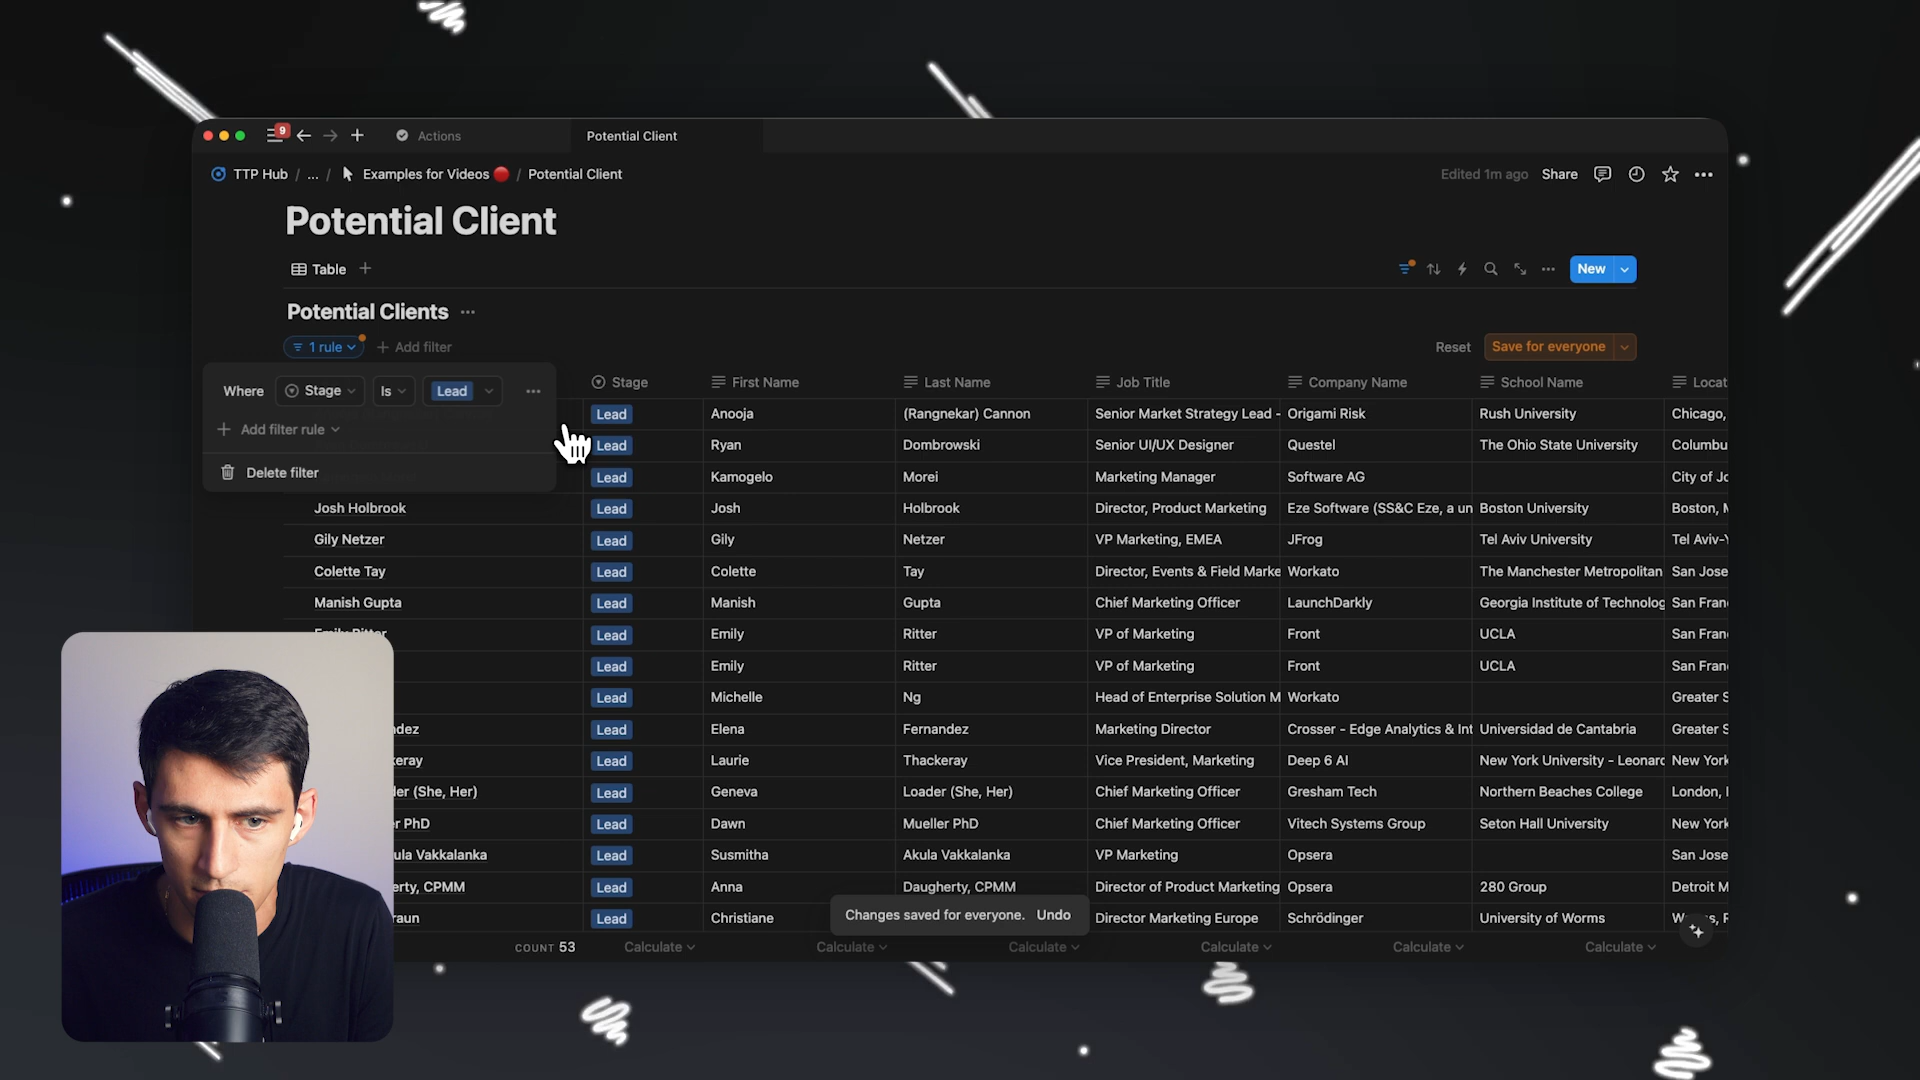 9
Actions
Potential Client
TTP Hub / ... / Examples for Videos / Potential Client
Edited 1m ago
Share
Potential Client
Table
New
Potential Clients
1 rule
Add filter
Reset
Save for everyone
Where Stage Is Lead
Add filter rule
Delete filter
Stage First Name Last Name Job Title Company Name School Name Locat
Lead Anooja (Rangnekar) Cannon Senior Market Strategy Lead - Origami Risk Rush University Chicago,
Lead Ryan Dombrowski Senior UI/UX Designer Questel The Ohio State University Columbu
Lead Kamogelo Morei Marketing Manager Software AG City of Jo
Josh Holbrook Lead Josh Holbrook Director, Product Marketing Eze Software (SS&C Eze, a un Boston University Boston, M
Gily Netzer Lead Gily Netzer VP Marketing, EMEA JFrog Tel Aviv University Tel Aviv-Y
Colette Tay Lead Colette Tay Director, Events & Field Marke Workato The Manchester Metropolitan San Jose
Manish Gupta Lead Manish Gupta Chief Marketing Officer LaunchDarkly Georgia Institute of Technolog San Fran
Emily Ritter Lead Emily Ritter VP of Marketing Front UCLA San Fran
Lead Emily Ritter VP of Marketing Front UCLA San Fran
Lead Michelle Ng Head of Enterprise Solution M Workato Greater S
dez Lead Elena Fernandez Marketing Director Crosser - Edge Analytics & Int Universidad de Cantabria Greater S
keray Lead Laurie Thackeray Vice President, Marketing Deep 6 AI New York University - Leonard New York
er (She, Her) Lead Geneva Loader (She, Her) Chief Marketing Officer Gresham Tech Northern Beaches College London,
r PhD Lead Dawn Mueller PhD Chief Marketing Officer Vitech Systems Group Seton Hall University New York
ula Vakkalanka Lead Susmitha Akula Vakkalanka VP Marketing Opsera San Jose
erty, CPMM Lead Anna Daugherty, CPMM Director of Product Marketing Opsera 280 Group Detroit M
raun Lead Christiane Director Marketing Europe Schrödinger University of Worms
Changes saved for everyone. Undo
COUNT 53 Calculate Calculate Calculate Calculate Calculate Calculate